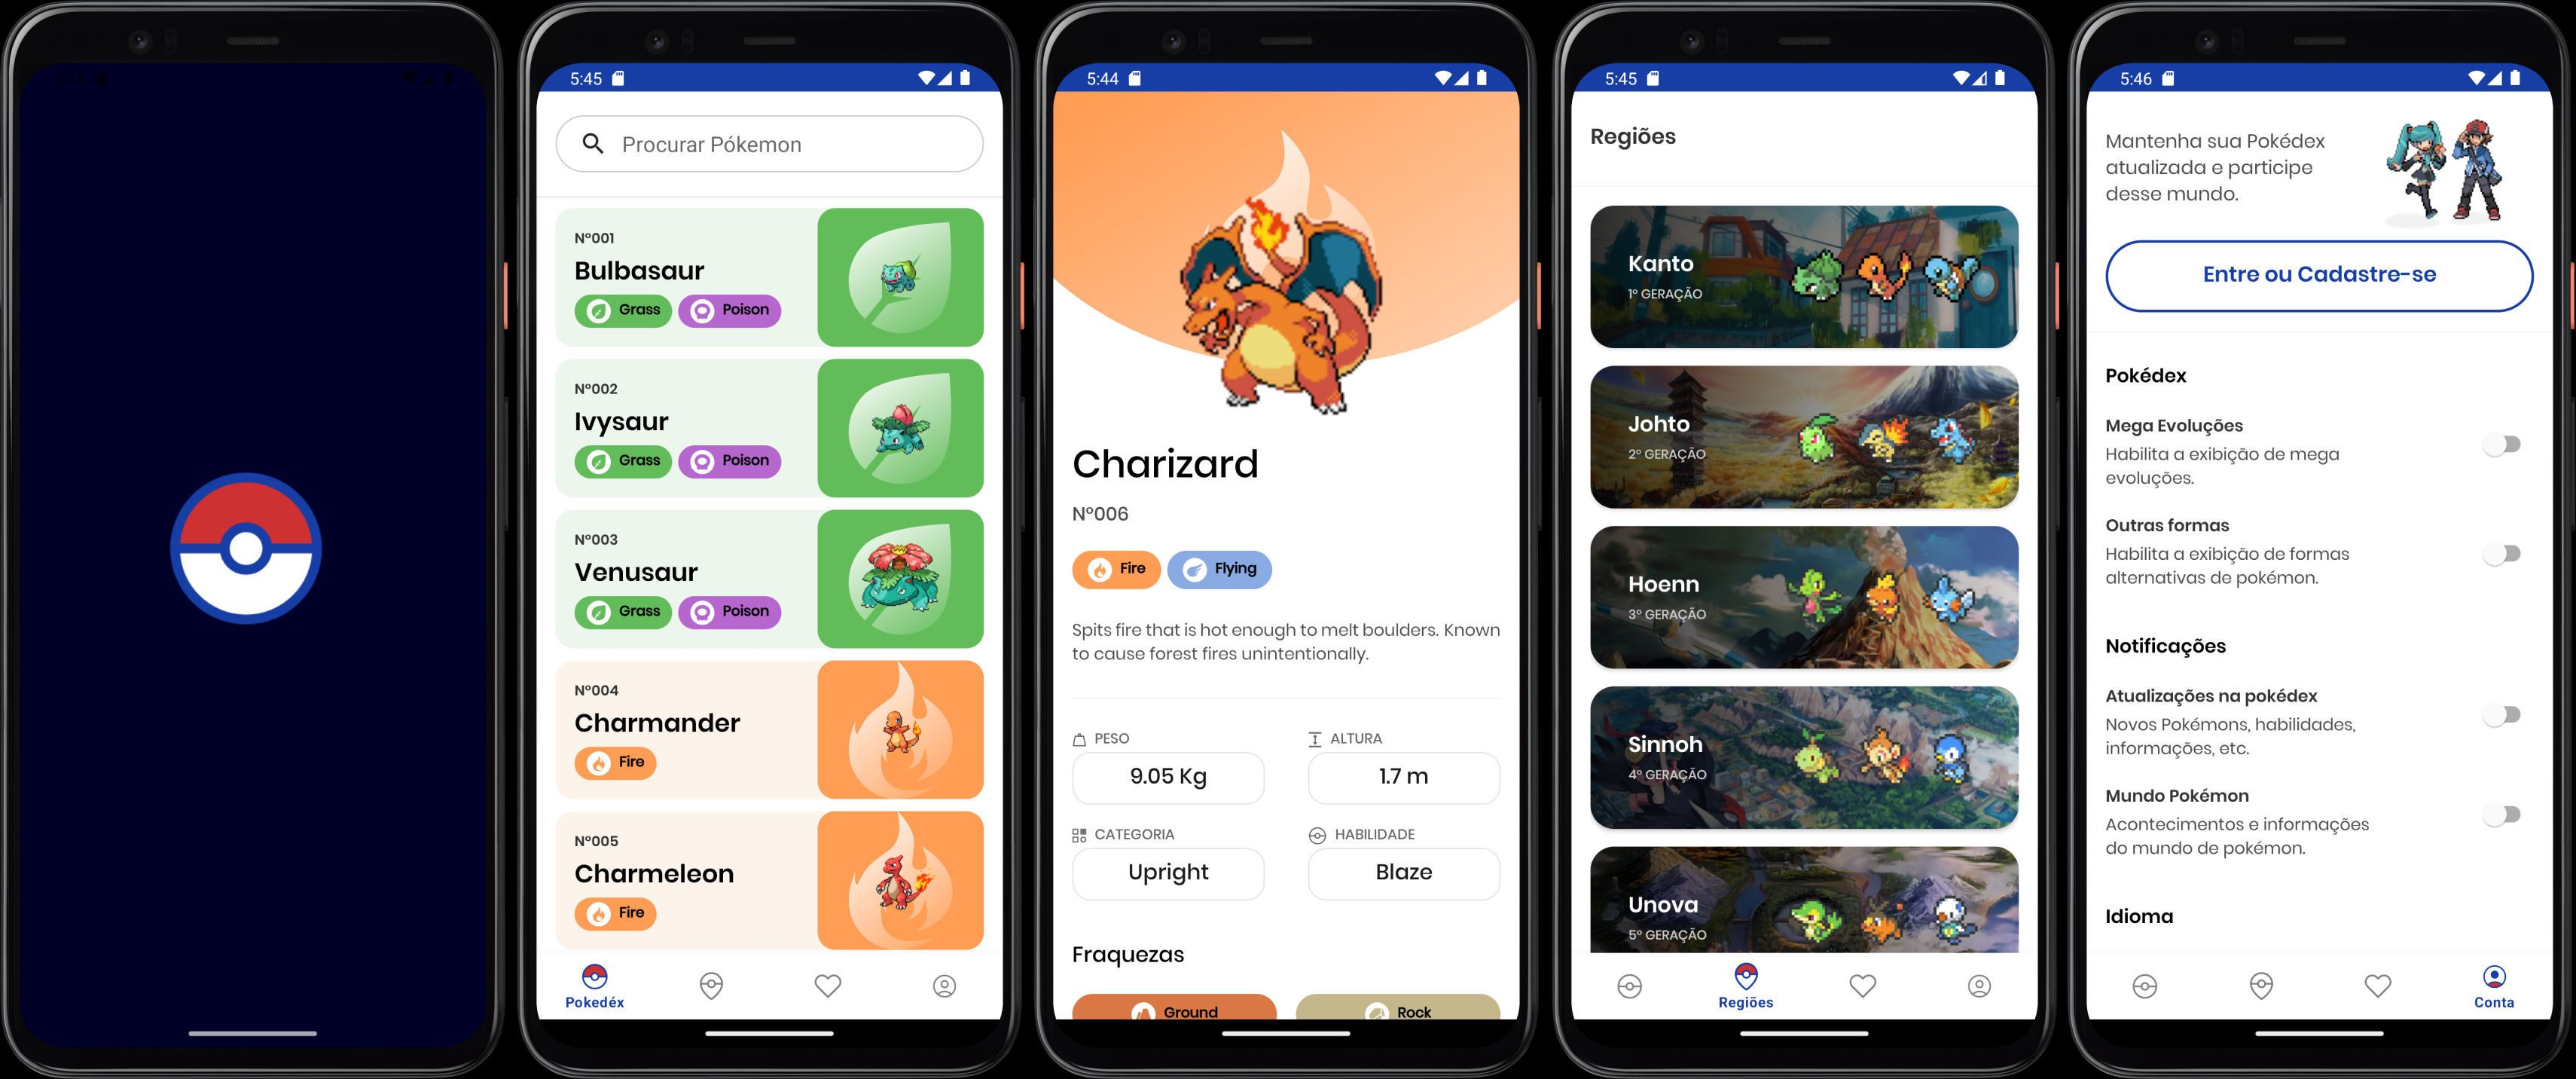 5:45
Procurar Pókemon
Nº001
Bulbasaur
Grass Poison
Nº002
Ivysaur
Grass Poison
Nº003
Venusaur
Grass Poison
Nº004
Charmander
Fire
Nº005
Charmeleon
Fire
Pokedéx
5:44
Charizard
Nº006
Fire Flying
Spits fire that is hot enough to melt boulders. Known
to cause forest fires unintentionally.
PESO ALTURA
9.05 Kg 1.7 m
CATEGORIA HABILIDADE
Upright Blaze
Fraquezas
Ground Rock
5:45
Regiões
Kanto
1º GERAÇÃO
Johto
2º GERAÇÃO
Hoenn
3º GERAÇÃO
Sinnoh
4º GERAÇÃO
Unova
5º GERAÇÃO
Regiões
5:46
Mantenha sua Pokédex
atualizada e participe
desse mundo.
Entre ou Cadastre-se
Pokédex
Mega Evoluções
Habilita a exibição de mega
evoluções.
Outras formas
Habilita a exibição de formas
alternativas de pokémon.
Notificações
Atualizações na pokédex
Novos Pokémons, habilidades,
informações, etc.
Mundo Pokémon
Acontecimentos e informações
do mundo de pokémon.
Idioma
Conta